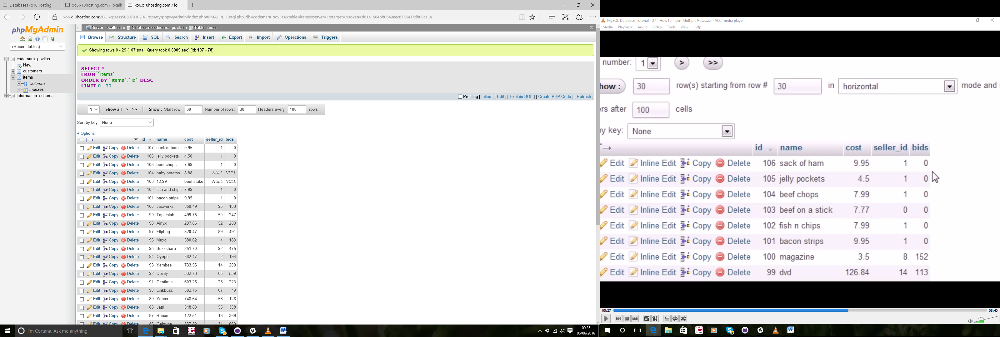 Databases - x10Hosting
xo6.x10hosting.com / localh
xo6.x10hosting.com / lo
xo6.x10hosting.com:2083/cpsess5820701020/3rdparty/phpMyAdmin/index.php#PMAURL-18:sql.php?db=codemara_povilas&table=items&server=1&target=&token=d61a1564bb0649eec8756437db00ce3a
phpMyAdmin
(Recent tables) ...
codemara_povilas
New
customers
items
Columns
Indexes
information_schema
Server: localhost » Database: codemara_povilas » Table: items
Browse Structure SQL Search Insert Export Import Operations Triggers
Showing rows 0 - 29 (107 total, Query took 0.0009 sec) [id: 107 - 78]
SELECT *
FROM `items`
ORDER BY `items`.`id` DESC
LIMIT 0 , 30
Profiling [ Inline ] [ Edit ] [ Explain SQL ] [ Create PHP Code ] [ Refresh ]
1 Show all > >> Show : Start row: 30 Number of rows: 30 Headers every 100 rows
Sort by key: None
+ Options
←T→ id name cost seller_id bids
Edit Copy Delete 107 sack of ham 9.95 1 0
Edit Copy Delete 106 jelly pockets 4.50 1 0
Edit Copy Delete 105 beef chops 7.69 1 0
Edit Copy Delete 104 baby potatos 8.88 NULL NULL
Edit Copy Delete 103 12.99 beef stake NULL NULL
Edit Copy Delete 102 fisn and chips 7.99 1 0
Edit Copy Delete 101 bacon strips 9.95 1 0
Edit Copy Delete 100 Jaxworks 850.49 96 183
Edit Copy Delete 99 Topicblab 499.75 50 247
Edit Copy Delete 98 Ainyx 297.66 52 283
Edit Copy Delete 97 Flipbug 320.47 89 491
Edit Copy Delete 96 Muxo 580.62 4 183
Edit Copy Delete 95 Buzzshare 251.70 92 475
Edit Copy Delete 94 Oyope 882.47 2 194
Edit Copy Delete 93 Yambee 733.56 14 200
Edit Copy Delete 92 Devify 332.73 65 539
Edit Copy Delete 91 Centimia 603.25 25 223
Edit Copy Delete 90 Linkbuzz 582.75 67 49
Edit Copy Delete 89 Yabox 748.64 56 128
Edit Copy Delete 88 Jatri 548.83 55 308
Edit Copy Delete 87 Rooxo 122.51 16 369
Edit Copy Delete 86 Gabtype 837.82 31 660
I'm Cortana. Ask me anything.
09:35
06/06/2016
MySQL Database Tutorial - 27 - How to Insert Multiple Rows.avi - VLC media player
Media Playback Audio Video Tools View Help
number: 1 > >>
how : 30 row(s) starting from row # 30 in horizontal mode and
rs after 100 cells
by key: None
→ id name cost seller_id bids
Edit Inline Edit Copy Delete 106 sack of ham 9.95 1 0
Edit Inline Edit Copy Delete 105 jelly pockets 4.5 1 0
Edit Inline Edit Copy Delete 104 beef chops 7.99 1 0
Edit Inline Edit Copy Delete 103 beef on a stick 7.77 0 0
Edit Inline Edit Copy Delete 102 fish n chips 7.99 1 0
Edit Inline Edit Copy Delete 101 bacon strips 9.95 1 0
Edit Inline Edit Copy Delete 100 magazine 3.5 8 152
Edit Inline Edit Copy Delete 99 dvd 126.84 14 113
05:27 08:40
77%